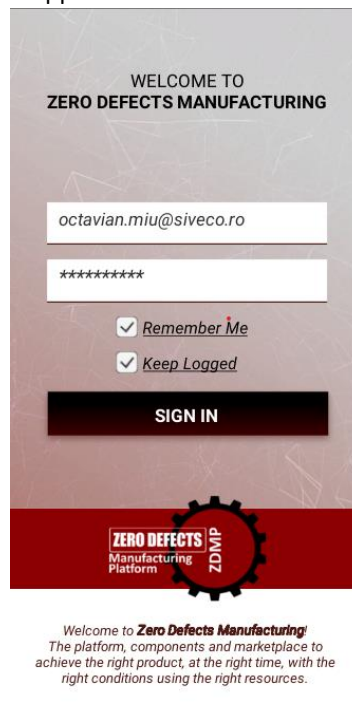 WELCOME TO
ZERO DEFECTS MANUFACTURING
octavian.miu@siveco.ro
**********
Remember Me
Keep Logged
SIGN IN
ZERO DEFECTS
Manufacturing
Platform
ZDMP
Welcome to Zero Defects Manufacturing!
The platform, components and marketplace to
achieve the right product, at the right time, with the
right conditions using the right resources.